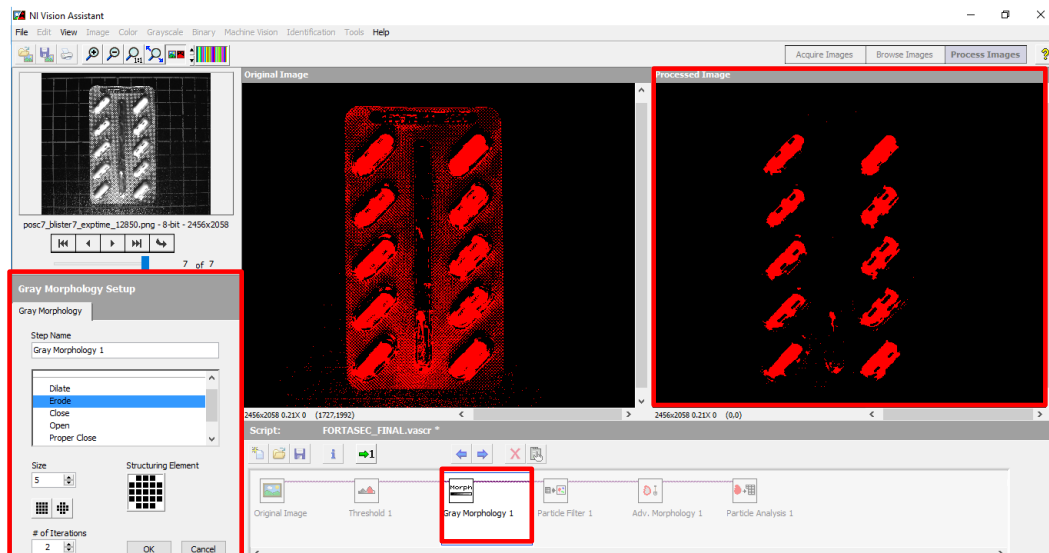 NI Vision Assistant
File Edit View Image Color Grayscale Binary Machine Vision Identification Tools Help
1:1
Acquire Images Browse Images Process Images
Original Image
Processed Image
posc7_blister7_exptime_12850.png - 8-bit - 2456x2058
7 of 7
2456x2058 0.21X 0 (1727,1992)
2456x2058 0.21X 0 (0,0)
Gray Morphology Setup
Gray Morphology
Step Name
Gray Morphology 1
Dilate
Erode
Close
Open
Proper Close
Size
Structuring Element
5
# of Iterations
2
OK Cancel
Script: FORTASEC_FINAL.vascr *
1
Morph
Original Image Threshold 1 Gray Morphology 1 Particle Filter 1 Adv. Morphology 1 Particle Analysis 1